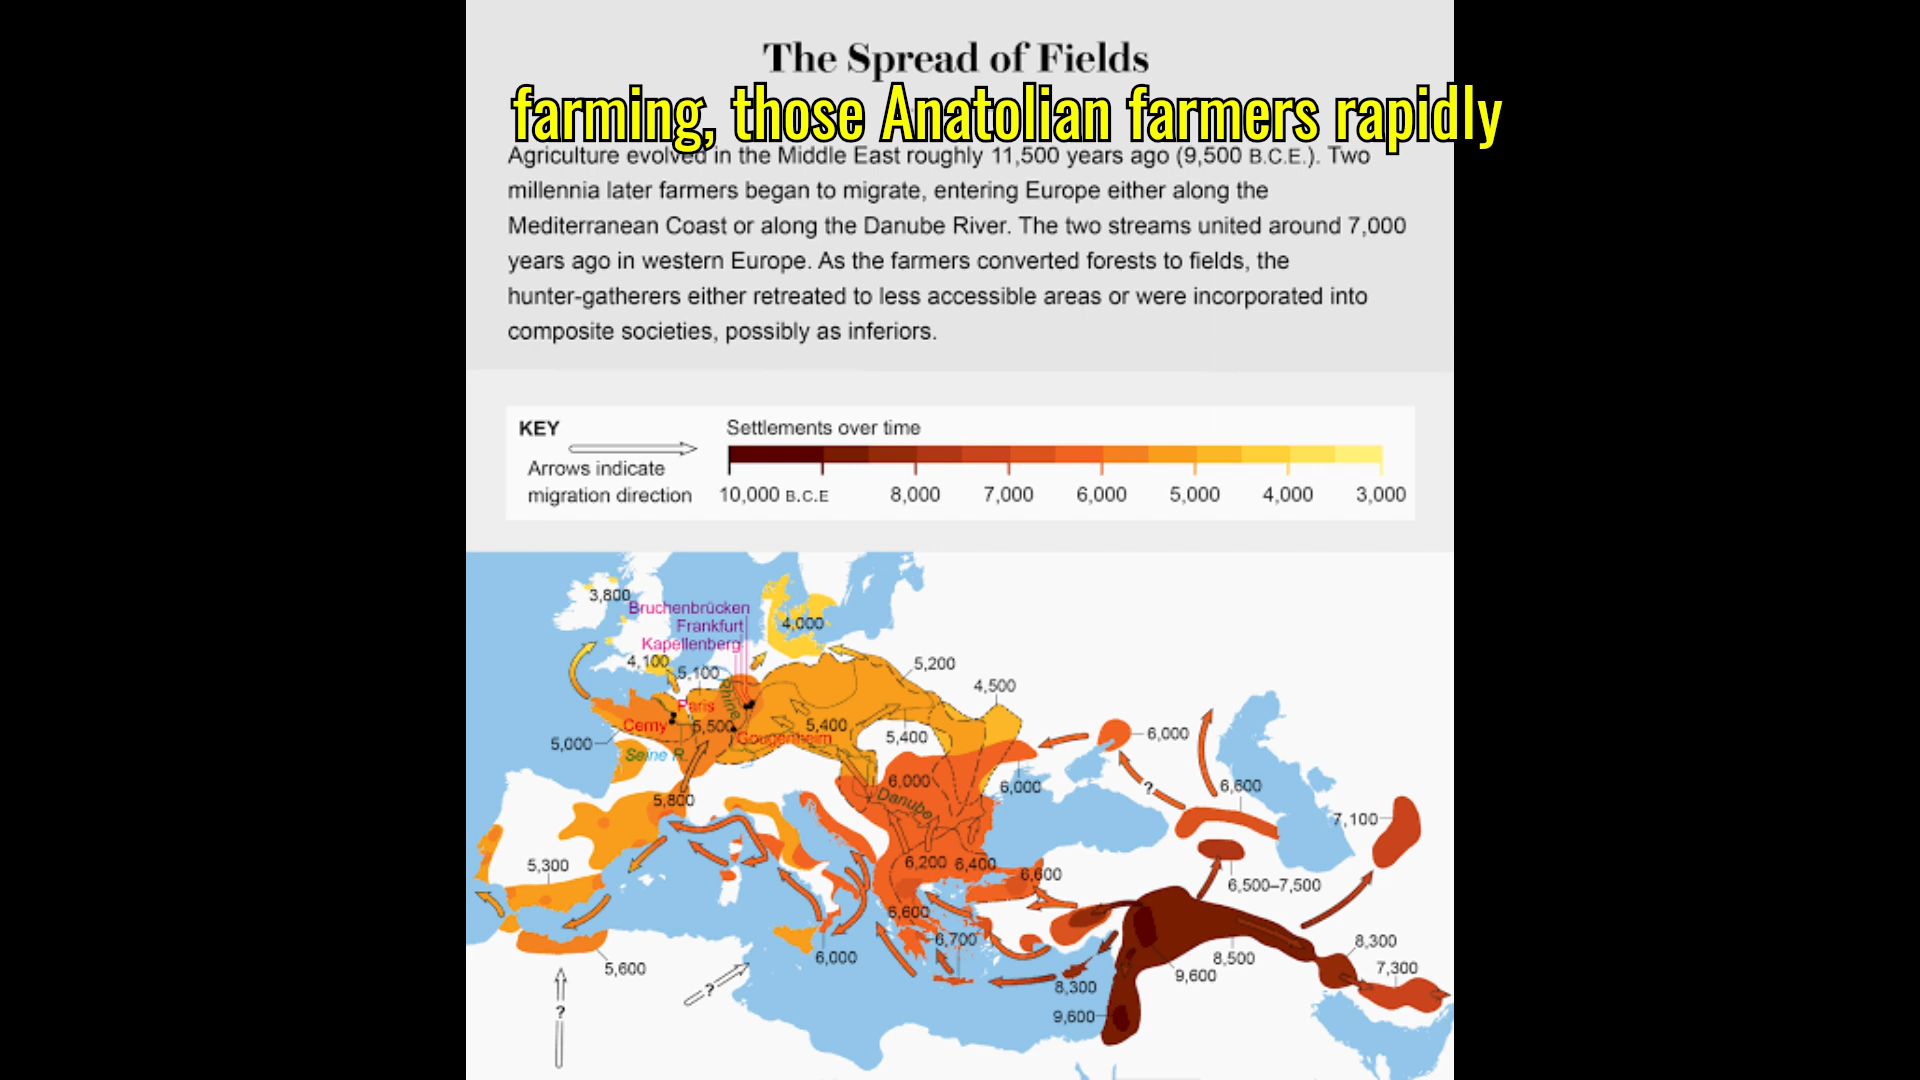 The Spread of Fields
farming, those Anatolian farmers rapidly
Agriculture evolved in the Middle East roughly 11,500 years ago (9,500 B.C.E.). Two
millennia later farmers began to migrate, entering Europe either along the
Mediterranean Coast or along the Danube River. The two streams united around 7,000
years ago in western Europe. As the farmers converted forests to fields, the
hunter-gatherers either retreated to less accessible areas or were incorporated into
composite societies, possibly as inferiors.
KEY
Arrows indicate
migration direction
Settlements over time
10,000 B.C.E 8,000 7,000 6,000 5,000 4,000 3,000
3,800
Bruchenbrücken
Frankfurt
Kapellenberg
4,000
4,100
5,100
5,200
4,500
Rhine
Paris
Cerny
5,500
5,400
Gougenheim
5,400
5,000
Seine R.
6,000
6,000
Danube
6,000
?
6,600
5,800
7,100
5,300
6,200
6,400
6,600
6,500–7,500
6,600
6,700
6,000
5,600
8,300
8,500
9,600
8,300
7,300
?
?
9,600